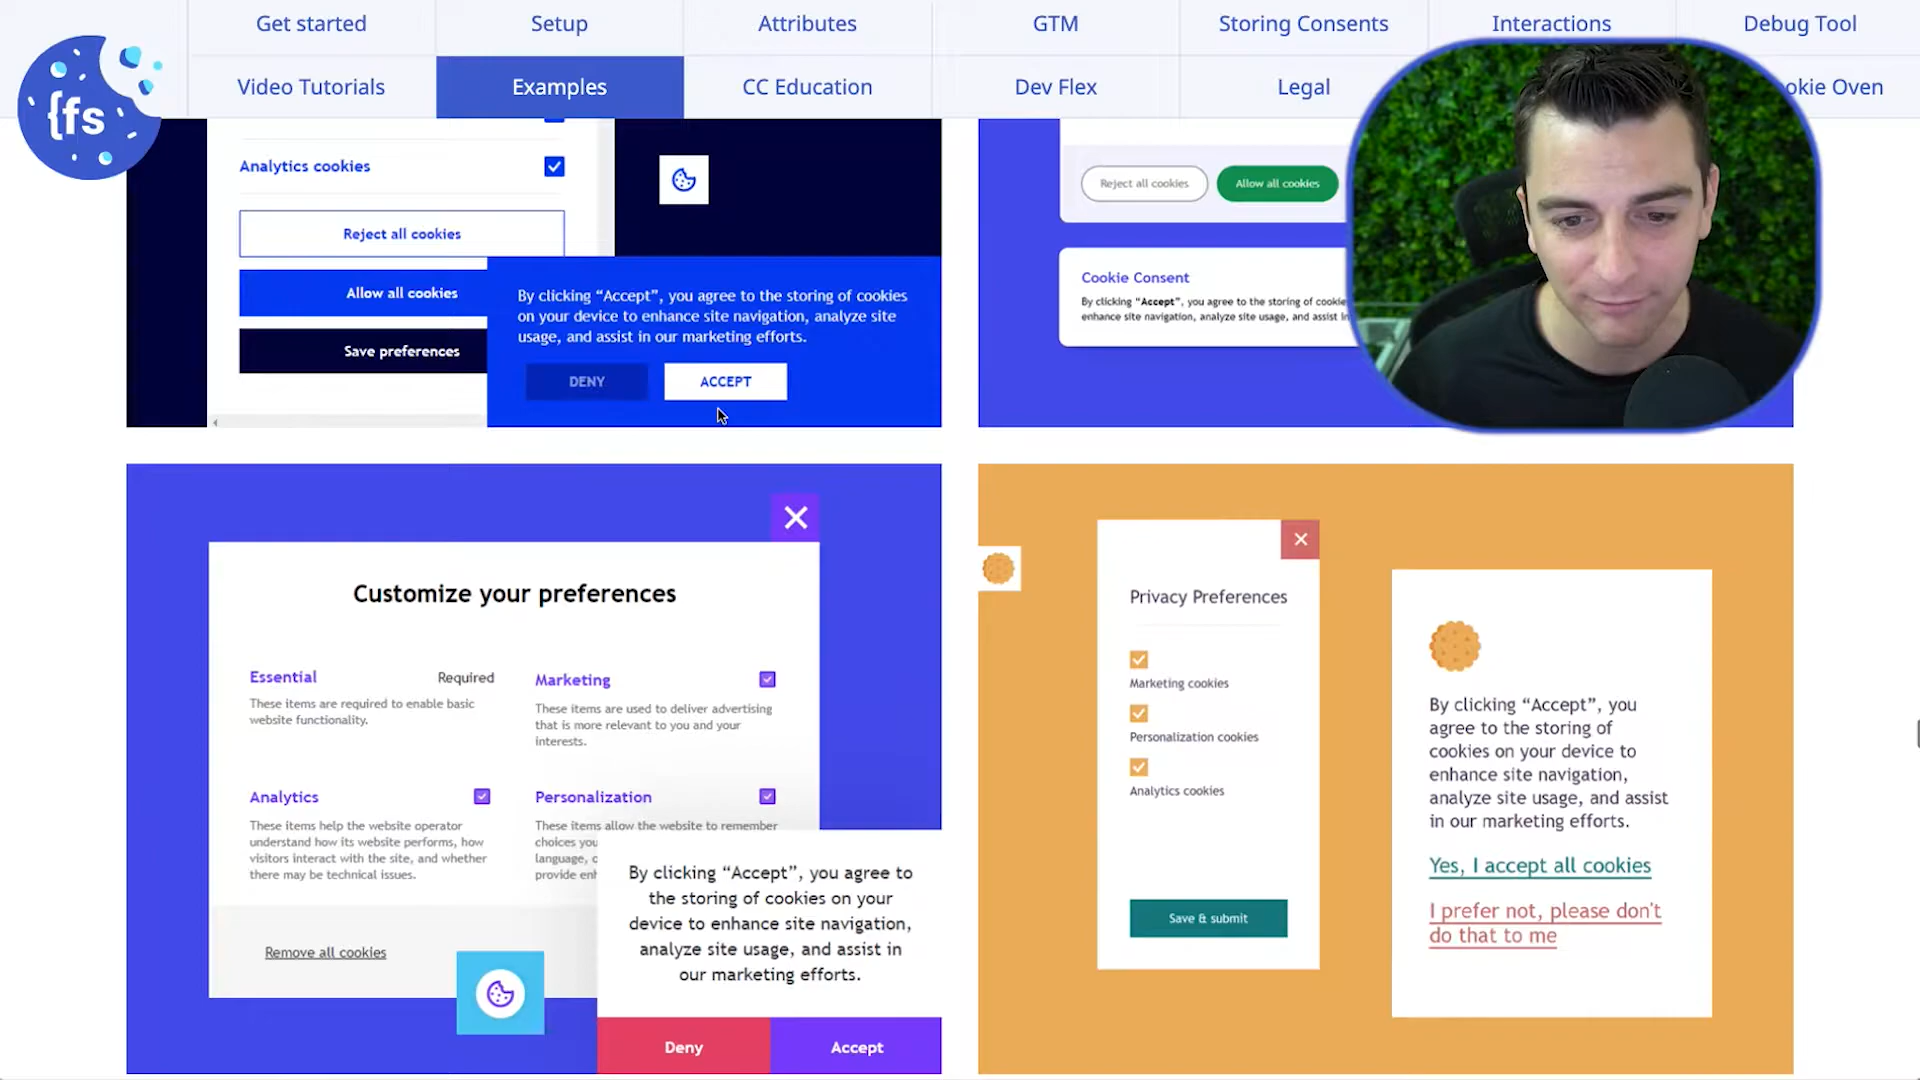 Get started
Setup
Attributes
GTM
Storing Consents
Interactions
Debug Tool
Video Tutorials
Examples
CC Education
Dev Flex
Legal
okie Oven
{fs
Analytics cookies
Reject all cookies
Allow all cookies
Save preferences
By clicking “Accept”, you agree to the storing of cookies
on your device to enhance site navigation, analyze site
usage, and assist in our marketing efforts.
DENY
ACCEPT
Reject all cookies
Allow all cookies
Cookie Consent
By clicking “Accept”, you agree to the storing of cookie
enhance site navigation, analyze site usage, and assist in
Customize your preferences
Essential
Required
These items are required to enable basic
website functionality.
Marketing
These items are used to deliver advertising
that is more relevant to you and your
interests.
Analytics
These items help the website operator
understand how its website performs, how
visitors interact with the site, and whether
there may be technical issues.
Personalization
These items allow the website to remember
choices you
language, o
provide enh
Remove all cookies
By clicking “Accept”, you agree to
the storing of cookies on your
device to enhance site navigation,
analyze site usage, and assist in
our marketing efforts.
Deny
Accept
Privacy Preferences
Marketing cookies
Personalization cookies
Analytics cookies
Save & submit
By clicking “Accept”, you
agree to the storing of
cookies on your device to
enhance site navigation,
analyze site usage, and assist
in our marketing efforts.
Yes, I accept all cookies
I prefer not, please don't
do that to me